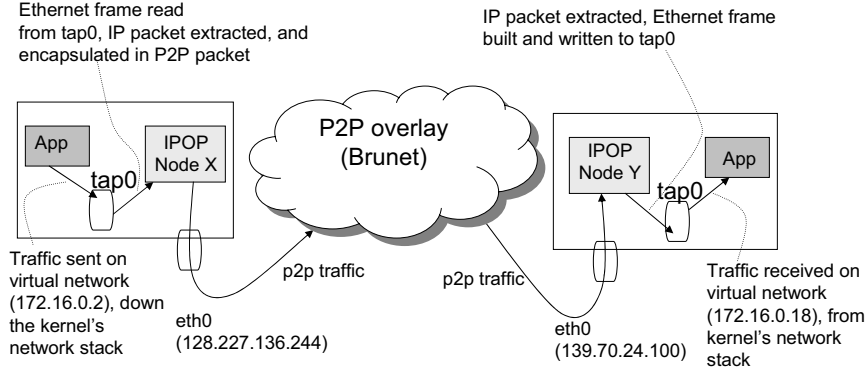 Ethernet frame read
from tap0, IP packet extracted, and
encapsulated in P2P packet
IP packet extracted, Ethernet frame
built and written to tap0
App
IPOP
Node X
tap0
P2P overlay
(Brunet)
IPOP
Node Y
App
tap0
Traffic sent on
virtual network
(172.16.0.2), down
the kernel's
network stack
p2p traffic
eth0
(128.227.136.244)
p2p traffic
eth0
(139.70.24.100)
Traffic received on
virtual network
(172.16.0.18), from
kernel's network
stack